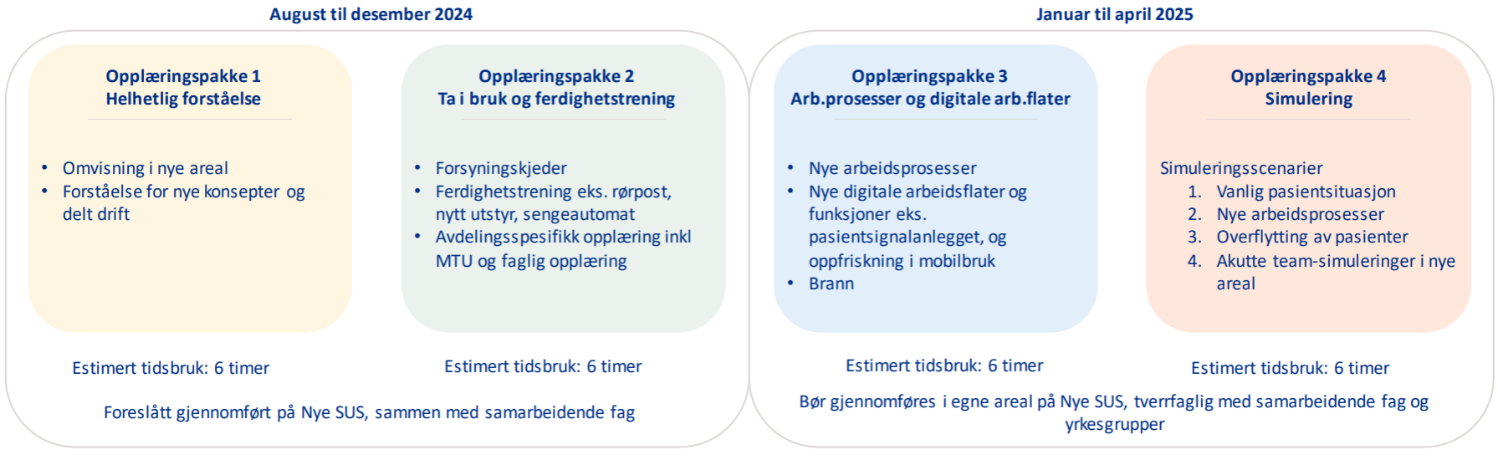 August til desember 2024
Opplæringspakke 1
Helhetlig forståelse
• Omvisning i nye areal
• Forståelse for nye konsepter og
delt drift
Estimert tidsbruk: 6 timer
Opplæringspakke 2
Ta i bruk og ferdighetstrening
• Forsyningskjeder
• Ferdighetstrening eks. rørpost,
nytt utstyr, sengeautomat
• Avdelingsspesifikk opplæring inkl
MTU og faglig opplæring
Estimert tidsbruk: 6 timer
Foreslått gjennomført på Nye SUS, sammen med samarbeidende fag
Januar til april 2025
Opplæringspakke 3
Arb.prosesser og digitale arb.flater
• Nye arbeidsprosesser
• Nye digitale arbeidsflater og
funksjoner eks.
pasientsignalanlegget, og
oppfriskning i mobilbruk
• Brann
Estimert tidsbruk: 6 timer
Opplæringspakke 4
Simulering
Simuleringsscenarier
1. Vanlig pasientsituasjon
2. Nye arbeidsprosesser
3. Overflytting av pasienter
4. Akutte team-simuleringer i nye
areal
Estimert tidsbruk: 6 timer
Bør gjennomføres i egne areal på Nye SUS, tverrfaglig med samarbeidende fag og
yrkesgrupper